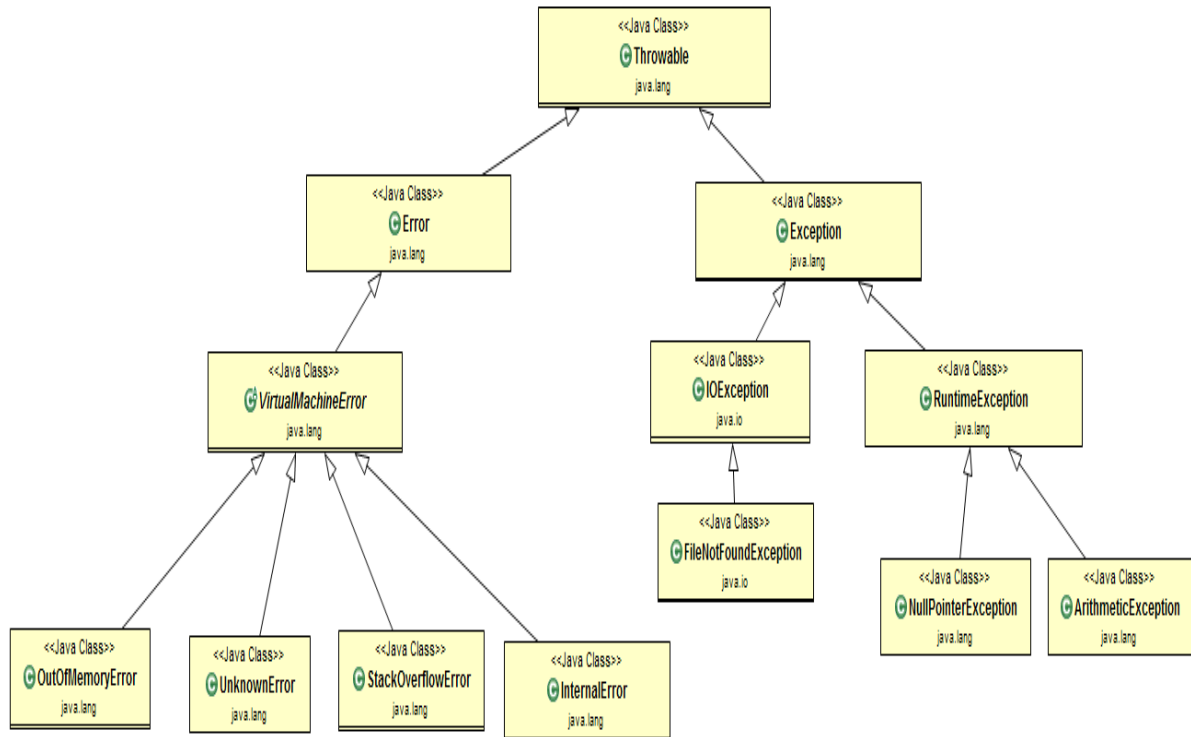 <<Java Class>>
Throwable
java.lang
<<Java Class>>
Error
java.lang
<<Java Class>>
Exception
java.lang
<<Java Class>>
VirtualMachineError
java.lang
<<Java Class>>
IOException
java.io
<<Java Class>>
RuntimeException
java.lang
<<Java Class>>
FileNotFoundException
java.io
<<Java Class>>
NullPointerException
java.lang
<<Java Class>>
ArithmeticException
java.lang
<<Java Class>>
OutOfMemoryError
java.lang
<<Java Class>>
UnknownError
java.lang
<<Java Class>>
StackOverflowError
java.lang
<<Java Class>>
InternalError
java.lang